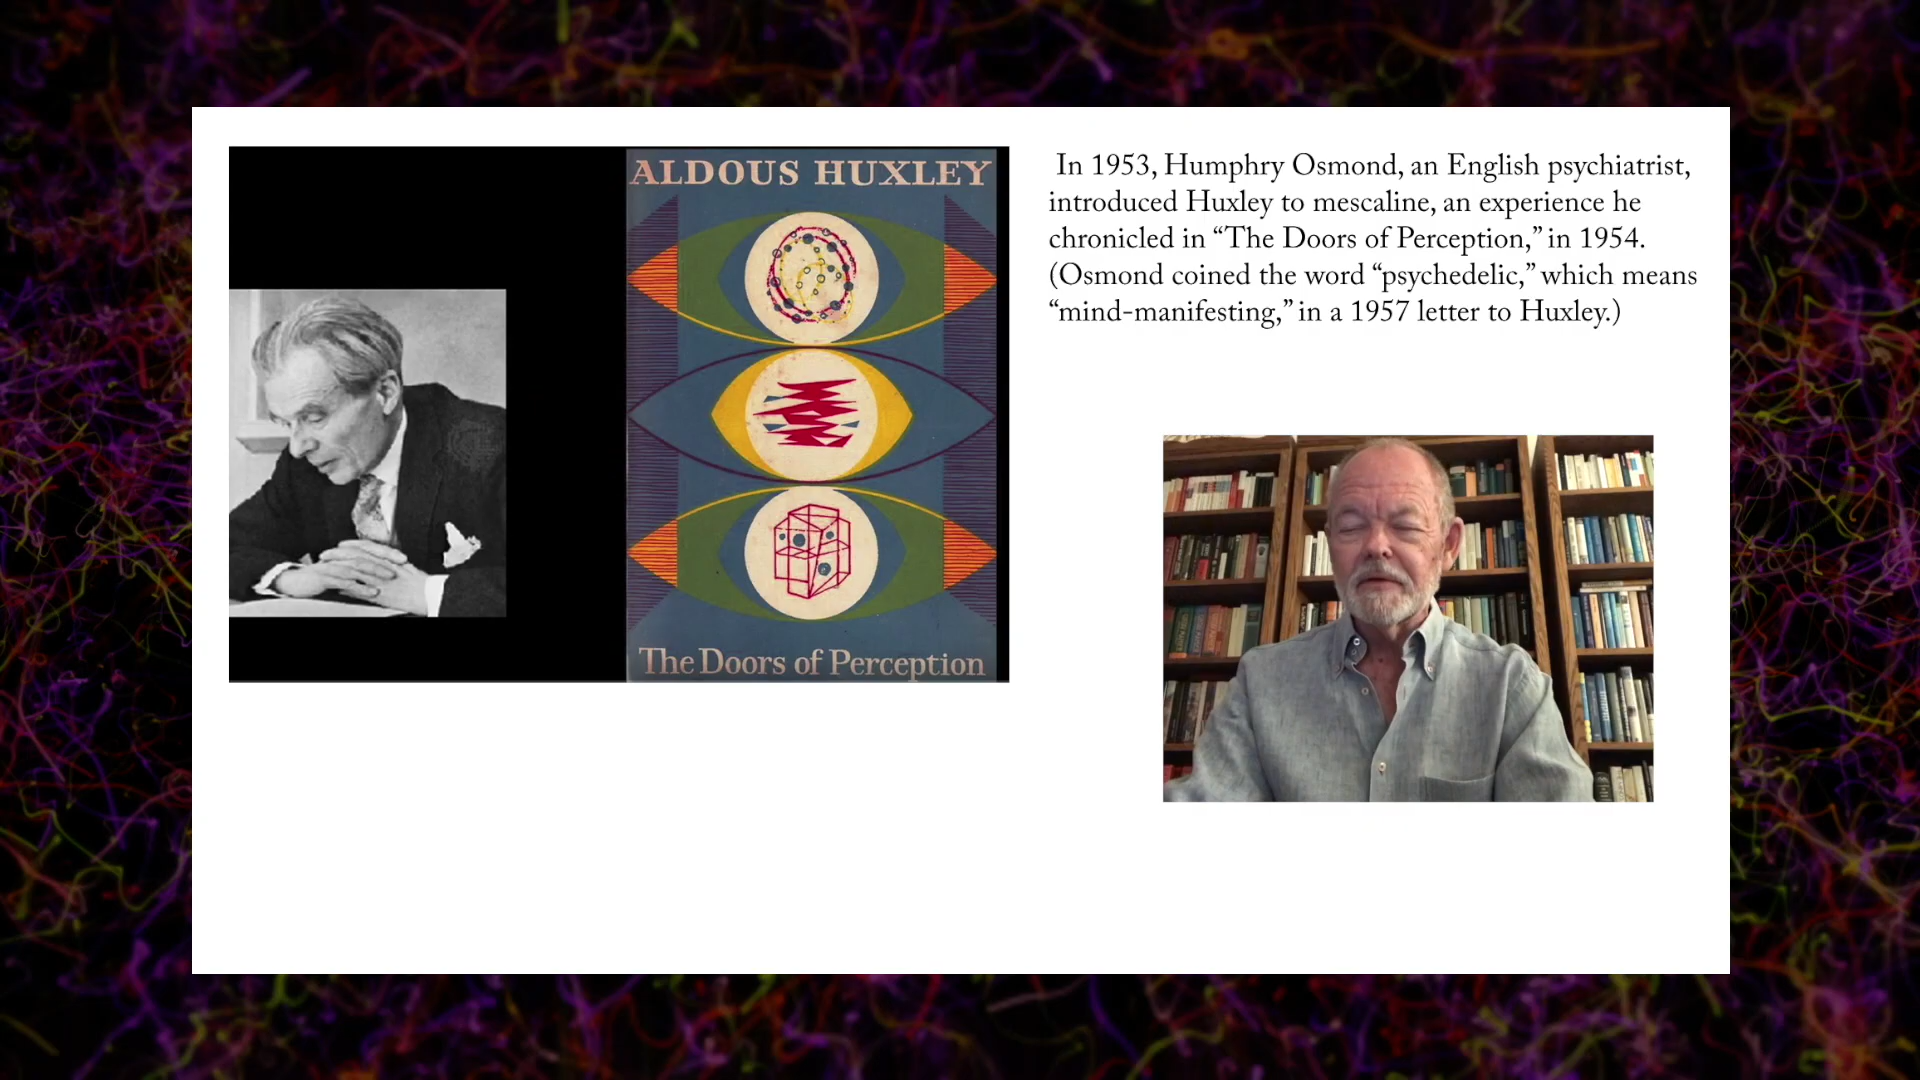 ALDOUS HUXLEY
The Doors of Perception
In 1953, Humphry Osmond, an English psychiatrist,
introduced Huxley to mescaline, an experience he
chronicled in “The Doors of Perception,” in 1954.
(Osmond coined the word “psychedelic,” which means
“mind-manifesting,” in a 1957 letter to Huxley.)